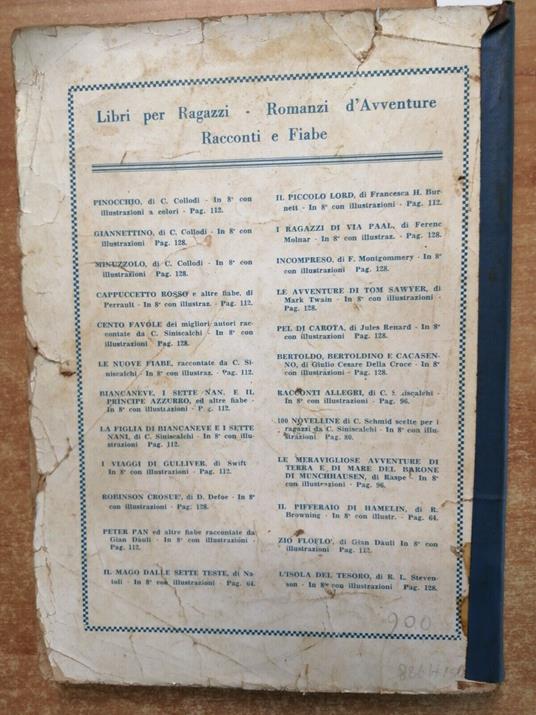 Libri per Ragazzi - Romanzi d'Avventure
Racconti e Fiabe
PINOCCHIO, di C. Collodi - In 8° con
illustrazioni a colori - Pag. 112.
GIANNETTINO, di C. Collodi - In 8° con
illustrazioni Pag. 128.
MINUZZOLO, di C. Collodi - In 8° con
illustrazioni Pag. 128.
CAPPUCCETTO ROSSO e altre fiabe, di
Perrault - In 8° con illustraz. - Pag. 112.
CENTO FAVOLE dei migliori autori rac-
contate da C. Siniscalchi - In 8° con
illustrazioni Pag. 128.
LE NUOVE FIABE, raccontate da C. Si-
niscalchi - In 8° con illustraz. - Pag. 112.
BIANCANEVE, I SETTE NANI E IL
PRINCIPE AZZURRO, ed altre fiabe -
In 8° con illustrazioni - Pag. 112.
LA FIGLIA DI BIANCANEVE E I SETTE
NANI, di C. Siniscalchi - In 8° con illu-
strazioni Pag. 112.
I VIAGGI DI GULLIVER, di Swift -
In 8° con illustrazioni - Pag. 112.
ROBINSON CROSUE', di D. Defoe - In 8°
con illustrazioni - Pag. 128.
PETER PAN ed altre fiabe raccontate da
Gian Dàuli - In 8° con illustrazioni -
Pag. 112.
IL MAGO DALLE SETTE TESTE, di Na-
toli - In 8° con illustrazioni - Pag. 64.
IL PICCOLO LORD, di Francesca H. Bur-
nett - In 8° con illustrazioni - Pag. 112.
I RAGAZZI DI VIA PAAL, di Ferenc
Molnar - In 8° con illustraz. - Pag. 128.
INCOMPRESO, di F. Montgommery - In 8°
con illustrazioni - Pag. 128.
LE AVVENTURE DI TOM SAWYER, di
Mark Twain - In 8° con illustrazioni -
Pag. 128.
PEL DI CAROTA, di Jules Renard - In 8°
con illustrazioni - Pag. 128.
BERTOLDO, BERTOLDINO E CACASEN-
NO, di Giulio Cesare Della Croce - In 8°
con illustrazioni - Pag. 128.
RACCONTI ALLEGRI, di C. Siniscalchi -
In 8° con illustrazioni - Pag. 96.
100 NOVELLINE di C. Schmid scelte per i
ragazzi da C. Siniscalchi - In 8° con illu-
strazioni Pag. 80.
LE MERAVIGLIOSE AVVENTURE DI
TERRA E DI MARE DEL BARONE
DI MUNCHHAUSEN, di Raspe - In 8°
con illustrazioni - Pag. 96.
IL PIFFERAIO DI HAMELIN, di R.
Browning - In 8° con illustr. - Pag. 64.
ZIO FLOFLO', di Gian Dàuli In 8° con
illustrazioni Pag. 112.
L'ISOLA DEL TESORO, di R. L. Steven-
son - In 8° con illustrazioni - Pag. 128.